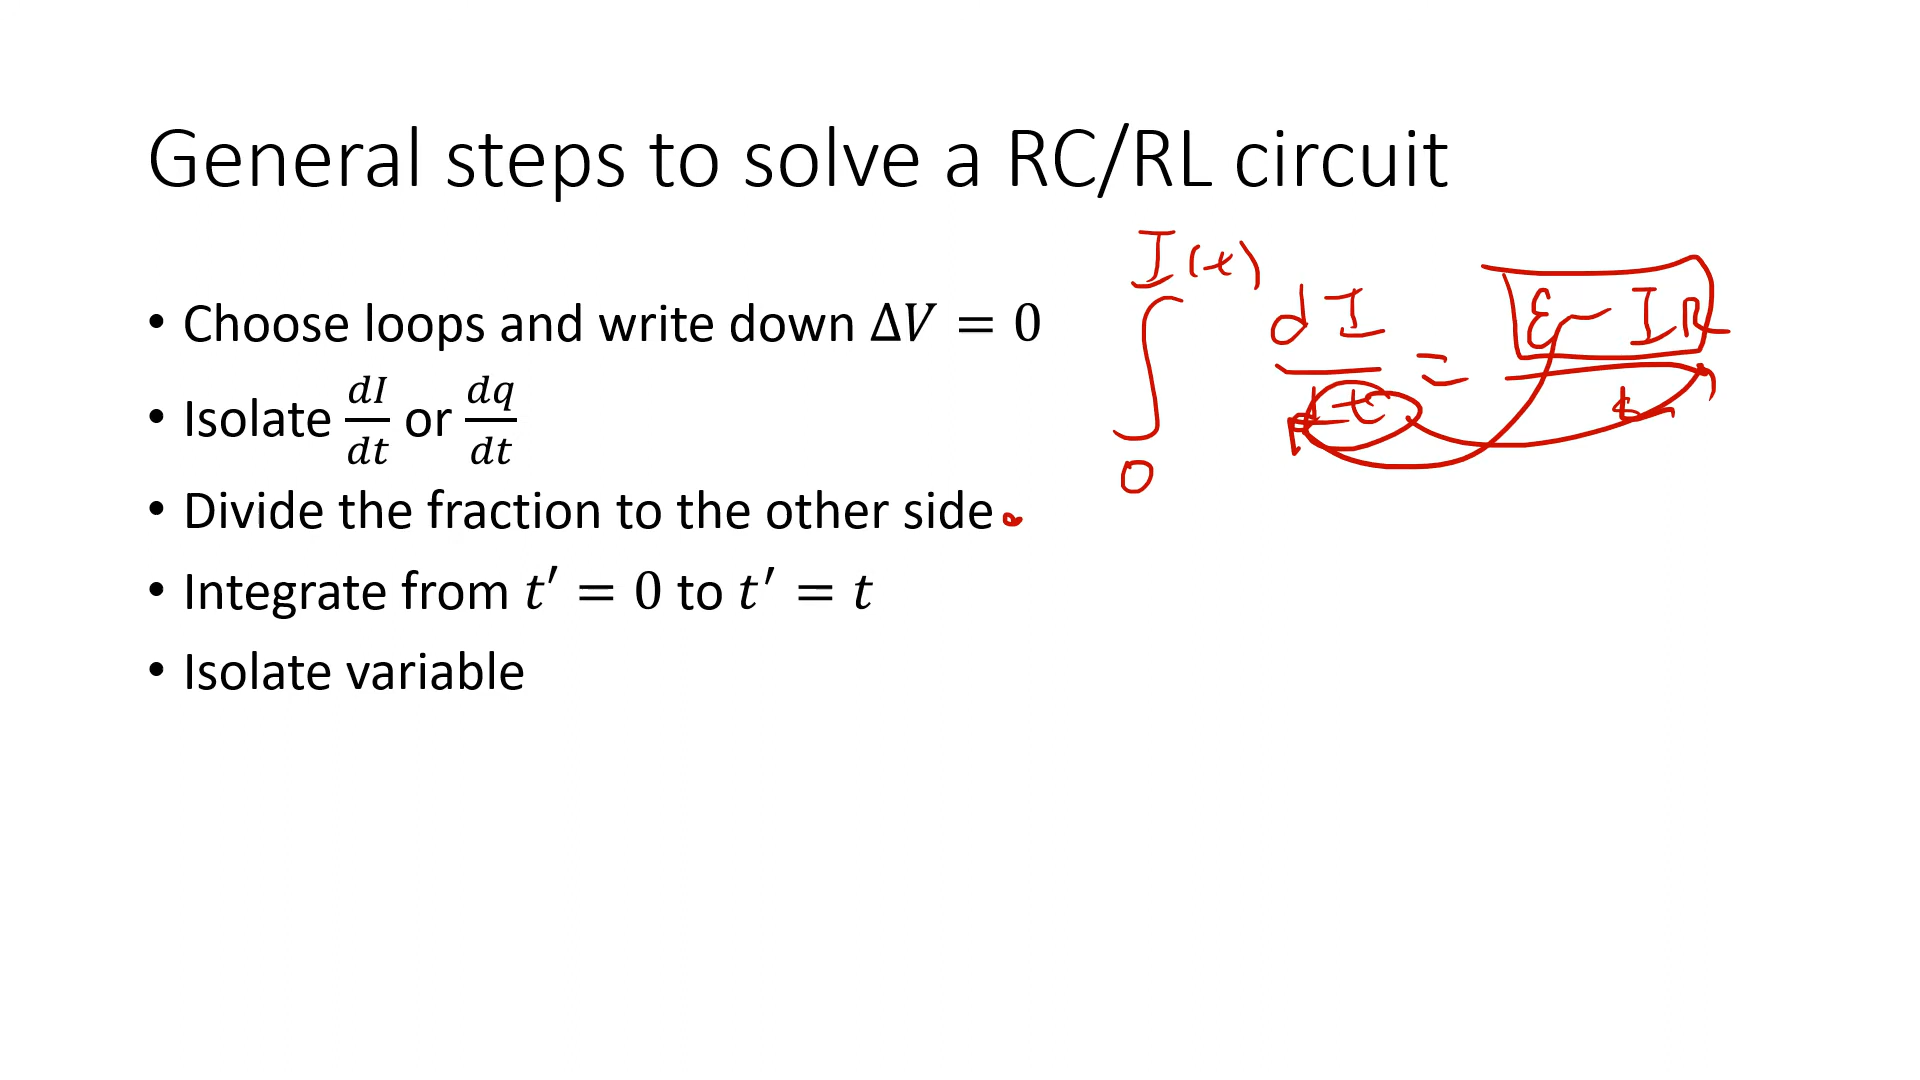 General steps to solve a RC/RL circuit
• Choose loops and write down ΔV = 0
• Isolate dI/dt or dq/dt
• Divide the fraction to the other side.
• Integrate from t′ = 0 to t′ = t
• Isolate variable
I(t)
∫ dI/dt = ε − IR / L
0